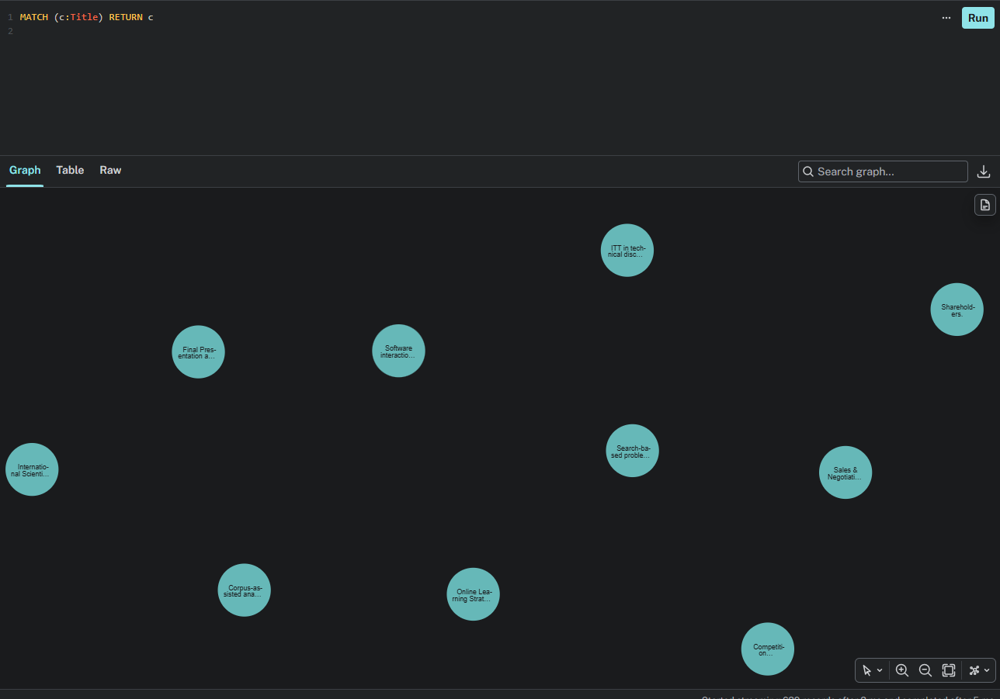 1 MATCH (c:Title) RETURN c
2
... Run
Graph Table Raw
Search graph...
ITT in tech-
nical disc...
Sharehold-
ers.
Final Pres-
entation a...
Software
interactio...
Search-ba-
sed proble...
Internatio-
nal Scienti...
Sales &
Negotiati...
Corpus-as-
sisted ana...
Online Lea-
rning Strat...
Competiti-
on...